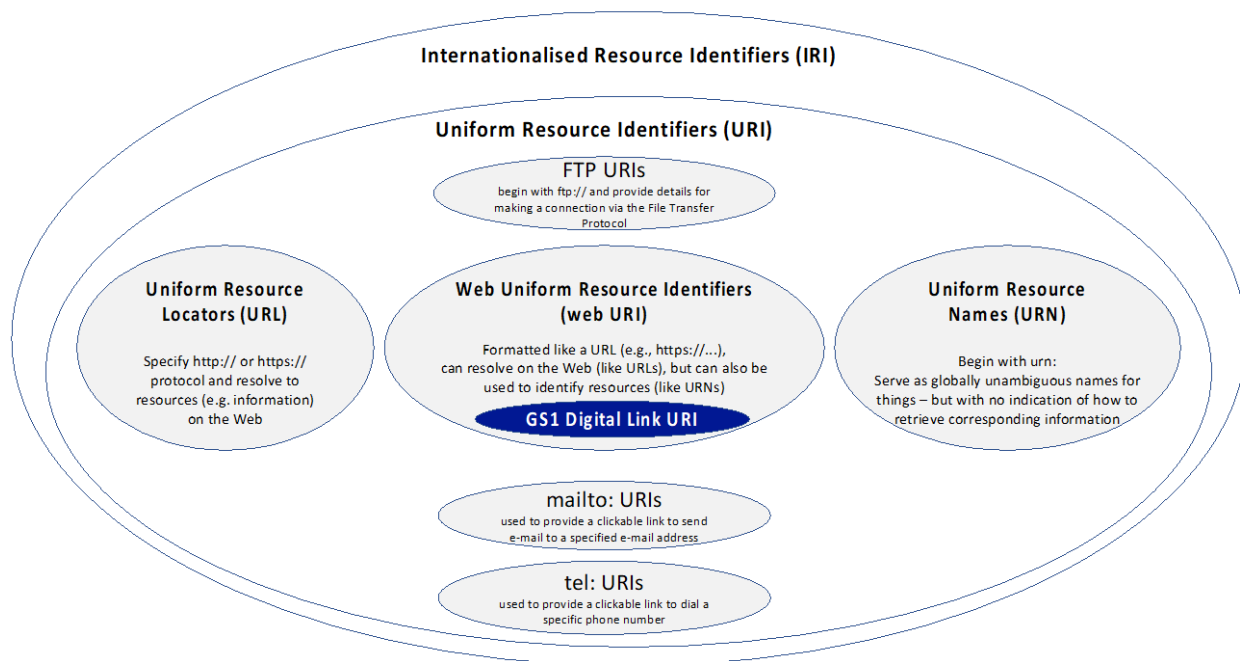 Internationalised Resource Identifiers (IRI)
Uniform Resource Identifiers (URI)
FTP URIs
begin with ftp:// and provide details for
making a connection via the File Transfer
Protocol
Uniform Resource
Locators (URL)
Specify http:// or https://
protocol and resolve to
resources (e.g. information)
on the Web
Web Uniform Resource Identifiers
(web URI)
Formatted like a URL (e.g., https://...),
can resolve on the Web (like URLs), but can also be
used to identify resources (like URNs)
GS1 Digital Link URI
Uniform Resource
Names (URN)
Begin with urn:
Serve as globally unambiguous names for
things – but with no indication of how to
retrieve corresponding information
mailto: URIs
used to provide a clickable link to send
e-mail to a specified e-mail address
tel: URIs
used to provide a clickable link to dial a
specific phone number